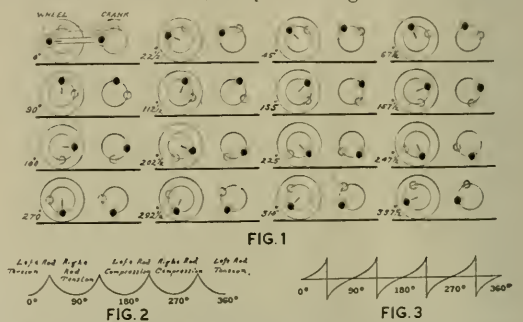 WHEEL CRANK
0° 22½ 45° 67½
90° 112½ 135° 157½
180 202½ 225° 247½
270 292½ 315° 337½
FIG. 1
Left Rod Right Left Rod Right Rod Left Rod
Tension Rod Compression Compression Tension.
Tension
0° 90° 180° 270° 360°
FIG. 2
90° 180° 270° 360°
FIG. 3